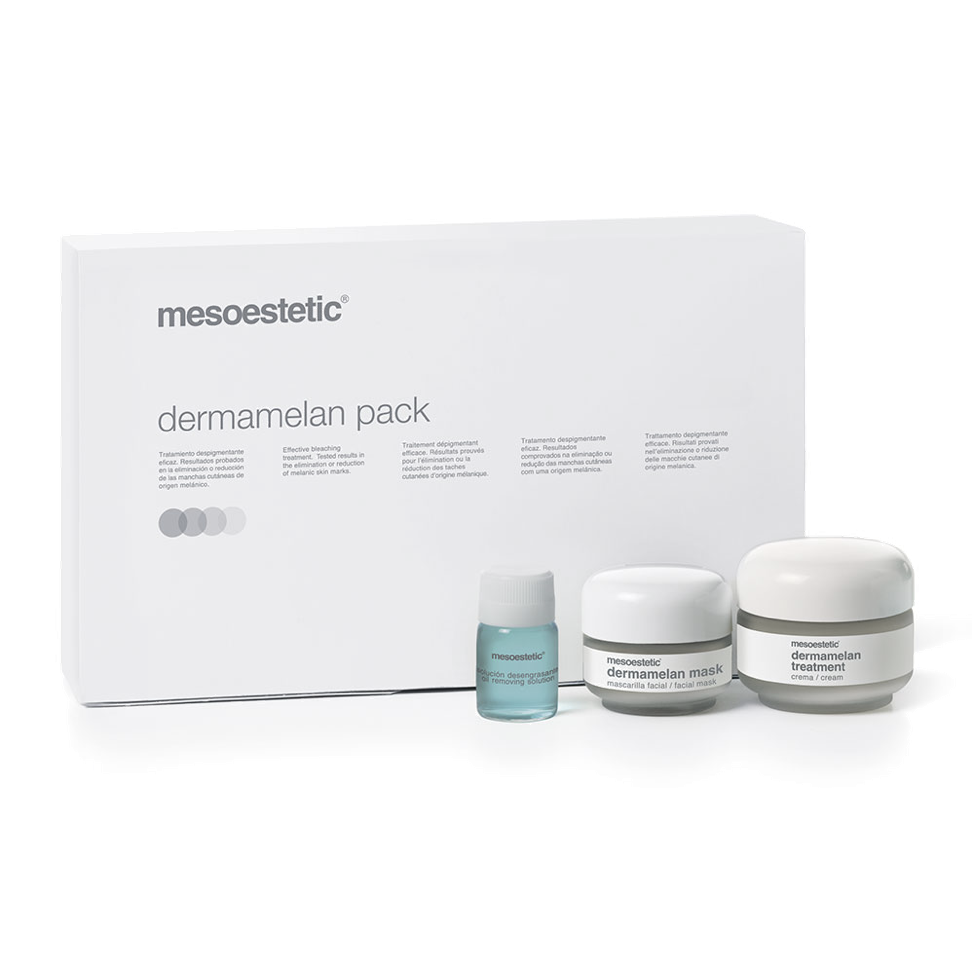 mesoestetic®
dermamelan pack
Tratamiento despigmentante
eficaz. Resultados probados
en la eliminación o reducción
de las manchas cutáneas de
origen melánico.
Effective bleaching
treatment. Tested results in
the elimination or reduction
of melanic skin marks.
Traitement dépigmentant
efficace. Résultats prouvés
pour l'élimination ou la
réduction des taches
cutanées d'origine mélanique.
Tratamento despigmentante
eficaz. Resultados
comprovados na eliminação ou
redução das manchas cutâneas
com uma origem melánica.
Trattamento depigmentante
efficace. Risultati provati
nell'eliminazione o riduzione
delle macchie cutanee di
origine melanica.
mesoestetic®
solución desengrasante
oil removing solution
mesoestetic®
dermamelan mask
mascarilla facial / facial mask
mesoestetic®
dermamelan
treatment
crema / cream